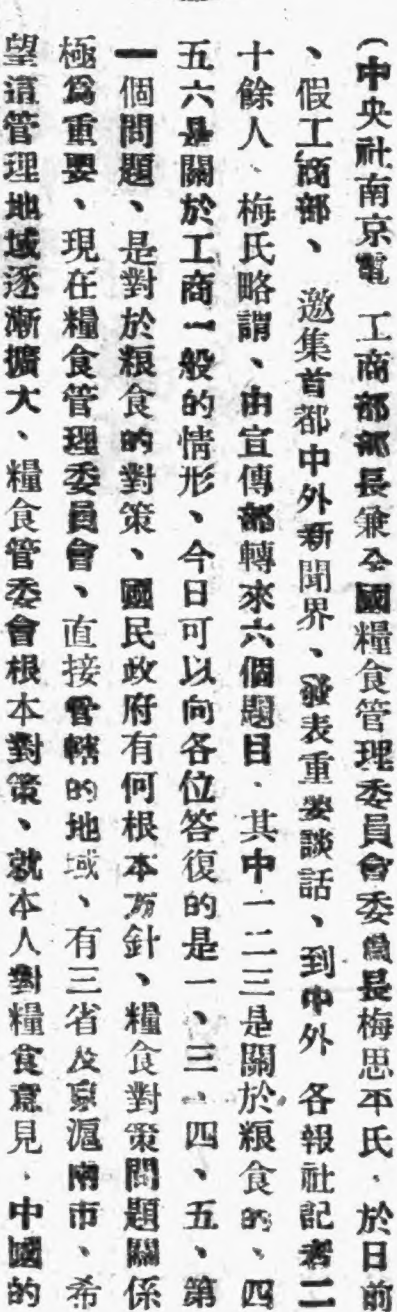 （中央社南京電　工商部部長兼全國糧食管理委員會委員長梅思平氏．於日前
、假工商部、　邀集首都中外新聞界、發表重要談話、到中外　各報社記者二
十餘人、梅氏略謂、由宣傳部轉來六個題目．其中一二三是關於粮食的、四
五六是關於工商一般的情形、今日可以向各位答復的是一、三、四、五、第
一個問題、是對於粮食的對策、國民政府有何根本方針、糧食對策問題關係
極爲重要、現在糧食管理委員會、直接管轄的地域、有三省及京滬兩市、希
望這管理地域逐漸擴大、糧食管委會根本對策、就本人對糧食意見．中國的